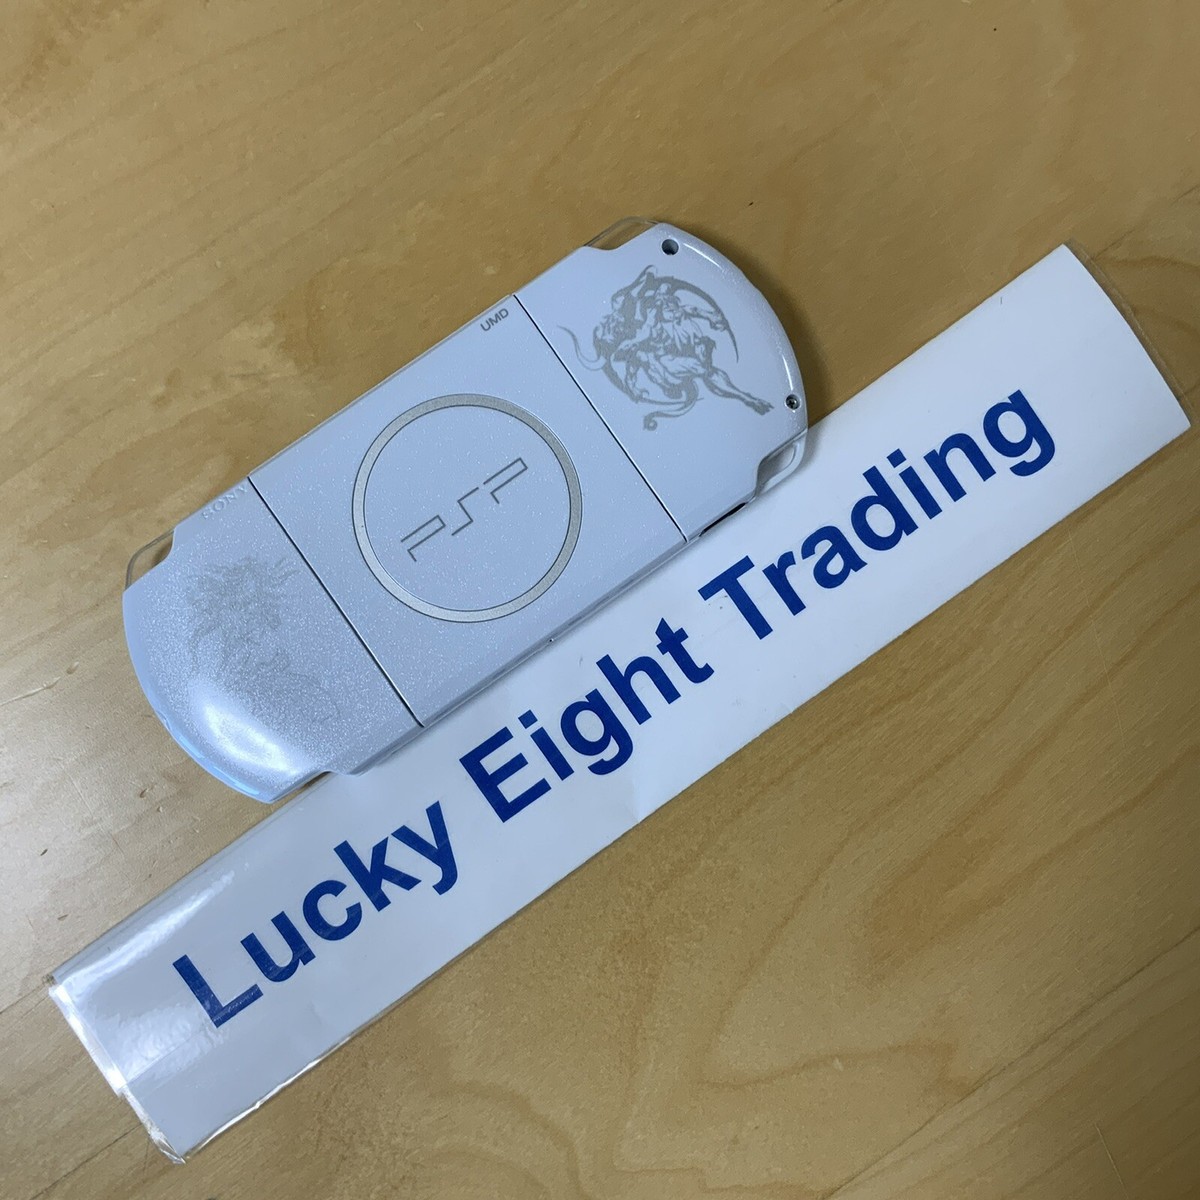 SONY
UMD
PSP
Lucky Eight Trading